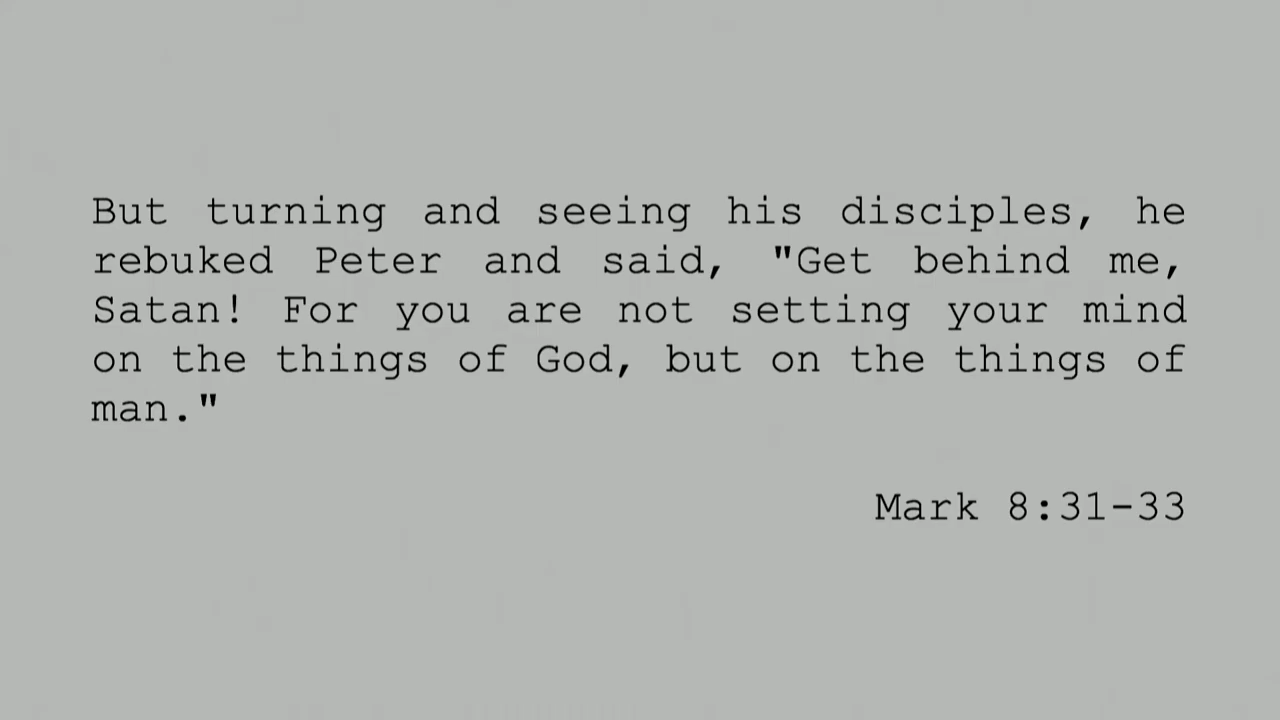 But turning and seeing his disciples, he
rebuked Peter and said, "Get behind me,
Satan! For you are not setting your mind
on the things of God, but on the things of
man."
Mark 8:31-33